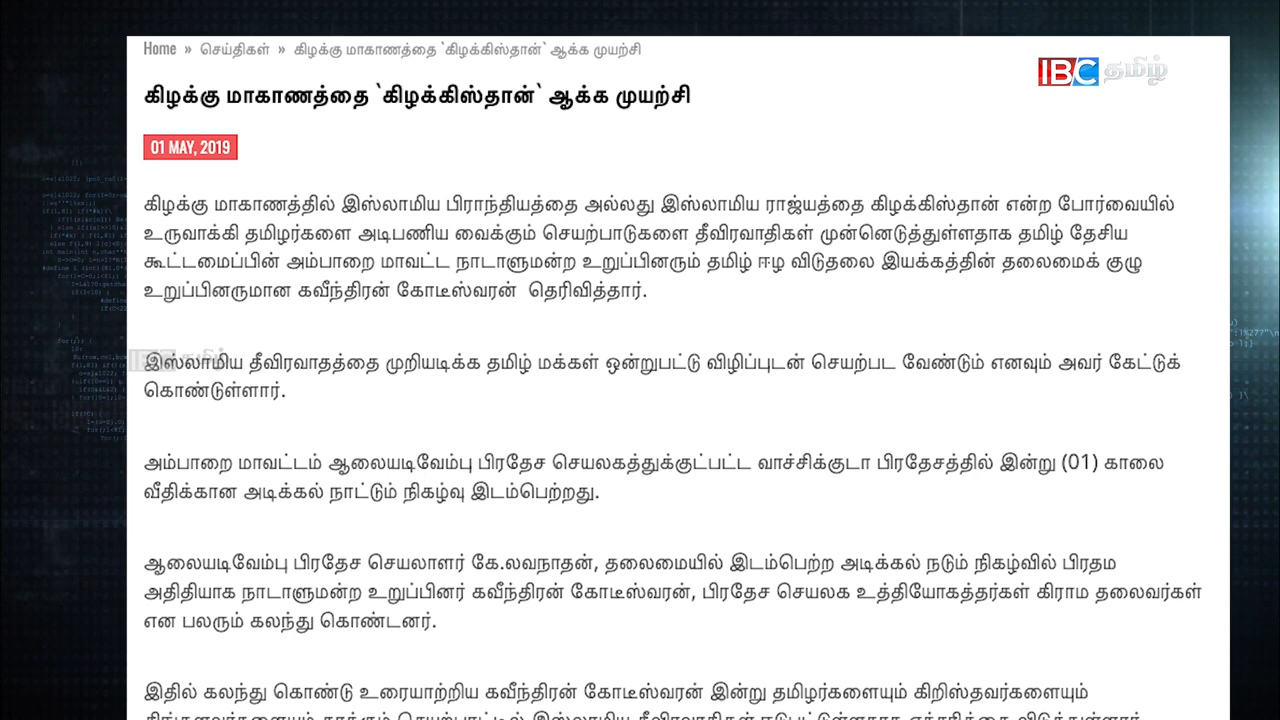 Home » செய்திகள் » கிழக்கு மாகாணத்தை `கிழக்கிஸ்தான்` ஆக்க முயற்சி
IBC தமிழ்
கிழக்கு மாகாணத்தை `கிழக்கிஸ்தான்` ஆக்க முயற்சி
01 MAY, 2019
கிழக்கு மாகாணத்தில் இஸ்லாமிய பிராந்தியத்தை அல்லது இஸ்லாமிய ராஜ்யத்தை கிழக்கிஸ்தான் என்ற போர்வையில்
உருவாக்கி தமிழர்களை அடிபணிய வைக்கும் செயற்பாடுகளை தீவிரவாதிகள் முன்னெடுத்துள்ளதாக தமிழ் தேசிய
கூட்டமைப்பின் அம்பாறை மாவட்ட நாடாளுமன்ற உறுப்பினரும் தமிழ் ஈழ விடுதலை இயக்கத்தின் தலைமைக் குழு
உறுப்பினருமான கவீந்திரன் கோடீஸ்வரன் தெரிவித்தார்.
இஸ்லாமிய தீவிரவாதத்தை முறியடிக்க தமிழ் மக்கள் ஒன்றுபட்டு விழிப்புடன் செயற்பட வேண்டும் எனவும் அவர் கேட்டுக்
கொண்டுள்ளார்.
அம்பாறை மாவட்டம் ஆலையடிவேம்பு பிரதேச செயலகத்துக்குட்பட்ட வாச்சிக்குடா பிரதேசத்தில் இன்று (01) காலை
வீதிக்கான அடிக்கல் நாட்டும் நிகழ்வு இடம்பெற்றது.
ஆலையடிவேம்பு பிரதேச செயலாளர் கே.லவநாதன், தலைமையில் இடம்பெற்ற அடிக்கல் நடும் நிகழ்வில் பிரதம
அதிதியாக நாடாளுமன்ற உறுப்பினர் கவீந்திரன் கோடீஸ்வரன், பிரதேச செயலக உத்தியோகத்தர்கள் கிராம தலைவர்கள்
என பலரும் கலந்து கொண்டனர்.
இதில் கலந்து கொண்டு உரையாற்றிய கவீந்திரன் கோடீஸ்வரன் இன்று தமிழர்களையும் கிறிஸ்தவர்களையும்